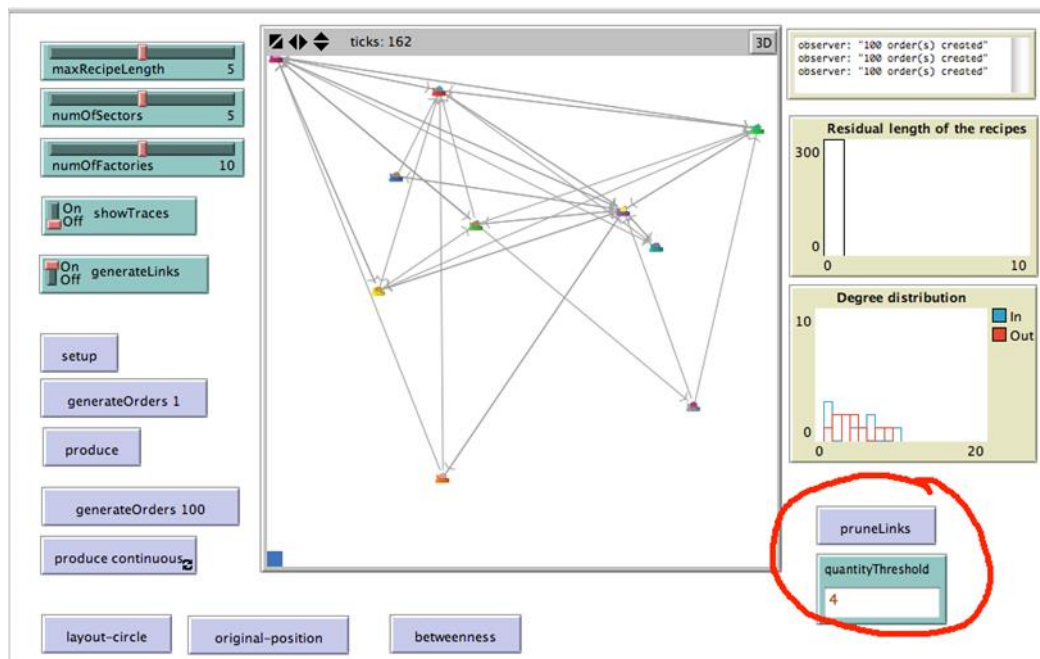 maxRecipeLength 5
numOfSectors 5
numOfFactories 10
On
Off
showTraces
On
Off
generateLinks
setup
generateOrders 1
produce
generateOrders 100
produce continuous
layout-circle
original-position
betweenness
ticks: 162
3D
observer: "100 order(s) created"
observer: "100 order(s) created"
observer: "100 order(s) created"
Residual length of the recipes
300
0
0
10
Degree distribution
10
0
0
20
In
Out
pruneLinks
quantityThreshold
4